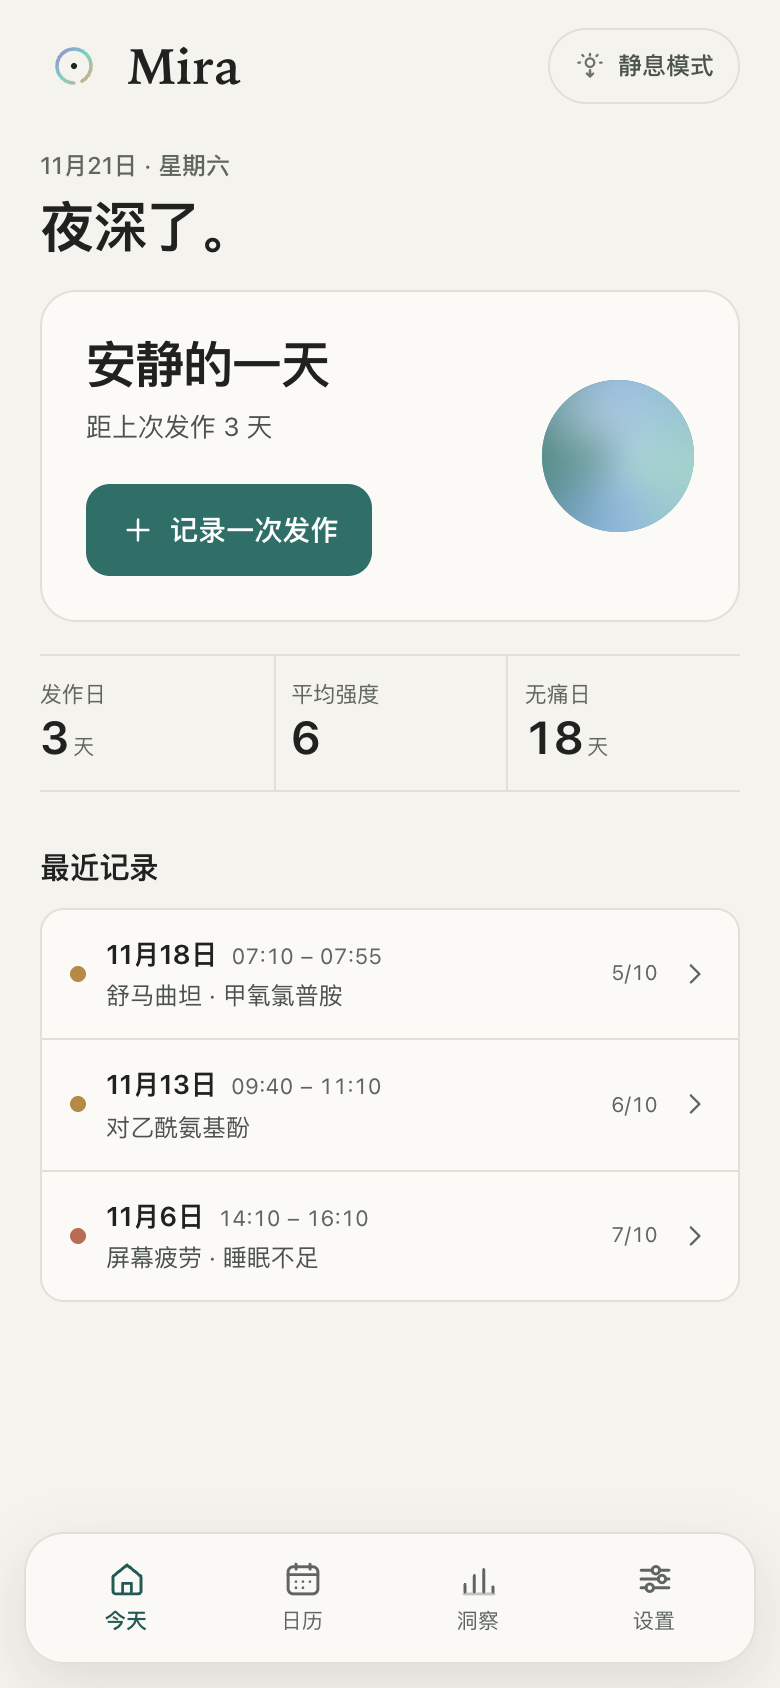 Mira
静息模式
11月21日 · 星期六
夜深了。
安静的一天
距上次发作 3 天
记录一次发作
发作日
3 天
平均强度
6
无痛日
18 天
最近记录
11月18日 07:10 – 07:55
舒马曲坦 · 甲氧氯普胺
5/10
11月13日 09:40 – 11:10
对乙酰氨基酚
6/10
11月6日 14:10 – 16:10
屏幕疲劳 · 睡眠不足
7/10
今天
日历
洞察
设置